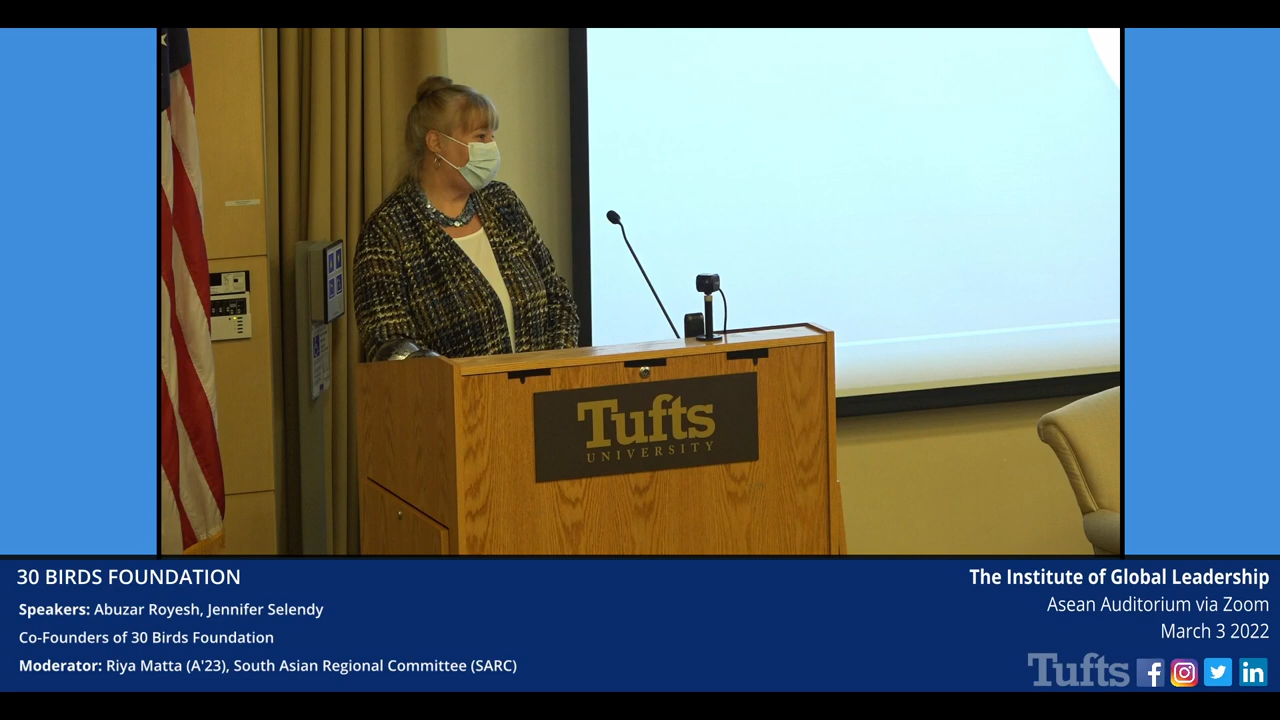 Tufts
UNIVERSITY
30 BIRDS FOUNDATION
Speakers: Abuzar Royesh, Jennifer Selendy
Co-Founders of 30 Birds Foundation
Moderator: Riya Matta (A'23), South Asian Regional Committee (SARC)
The Institute of Global Leadership
Asean Auditorium via Zoom
March 3 2022
Tufts